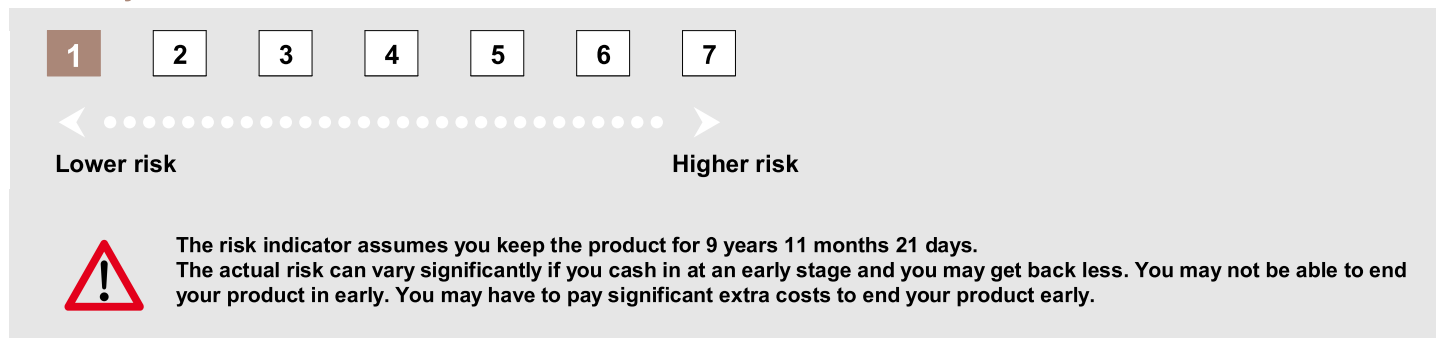 1 2 3 4 5 6 7
Lower risk Higher risk
The risk indicator assumes you keep the product for 9 years 11 months 21 days.
The actual risk can vary significantly if you cash in at an early stage and you may get back less. You may not be able to end
your product in early. You may have to pay significant extra costs to end your product early.